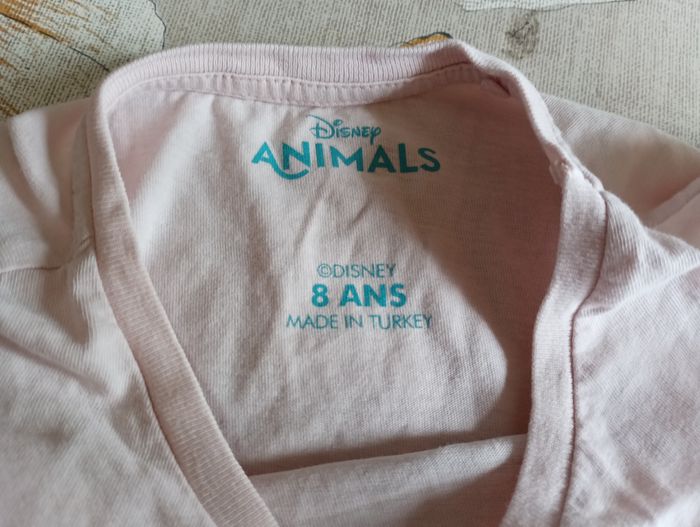 Disney
ANIMALS
©DISNEY
8 ANS
MADE IN TURKEY